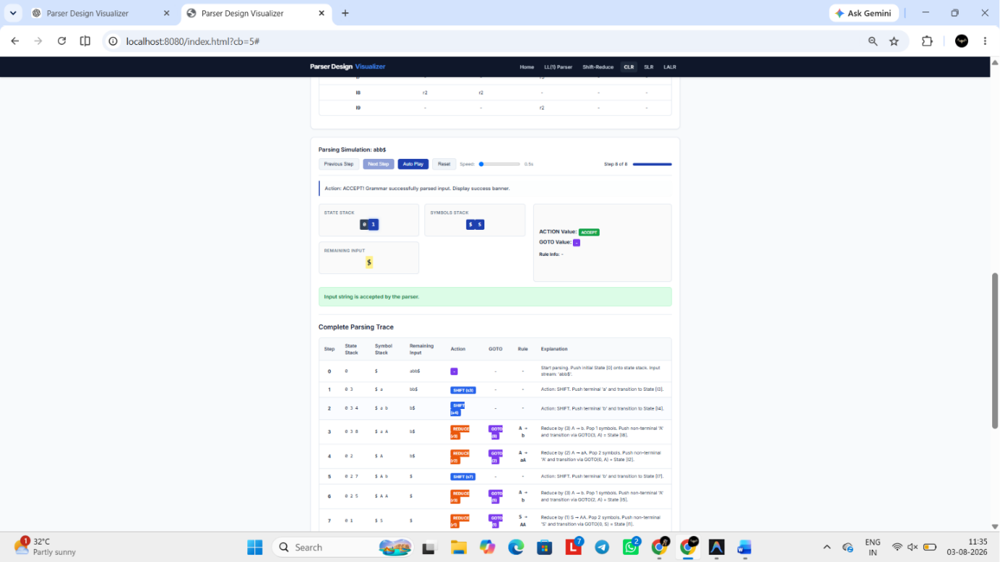 Parser Design Visualizer
Parser Design Visualizer
Ask Gemini
localhost:8080/index.html?cb=5#
Parser Design Visualizer Home LL(1) Parser Shift-Reduce CLR SLR LALR
I8 r2 r2 - - -
I9 - - r2 - -
Parsing Simulation: abb$
Previous Step Next Step Auto Play Reset Speed: 0.5s Step 8 of 8
Action: ACCEPT! Grammar successfully parsed input. Display success banner.
STATE STACK
0 1
SYMBOLS STACK
$ S
ACTION Value: ACCEPT
GOTO Value: -
Rule Info: -
REMAINING INPUT
$
Input string is accepted by the parser.
Complete Parsing Trace
Step State Stack Symbol Stack Remaining Input Action GOTO Rule Explanation
0 0 $ abb$ - - - Start parsing. Push initial State [0] onto state stack. Input stream: 'abb$'.
1 0 3 $ a bb$ SHIFT (s3) - - Action: SHIFT. Push terminal 'a' and transition to State [I3].
2 0 3 4 $ a b b$ SHIFT (s4) - - Action: SHIFT. Push terminal 'b' and transition to State [I4].
3 0 3 8 $ a A b$ REDUCE (r3) GOTO (8) A → b Reduce by (3) A → b. Pop 1 symbols. Push non-terminal 'A' and transition via GOTO(3, A) = State [I8].
4 0 2 $ A b$ REDUCE (r2) GOTO (2) A → aA Reduce by (2) A → aA. Pop 2 symbols. Push non-terminal 'A' and transition via GOTO(0, A) = State [I2].
5 0 2 7 $ A b $ SHIFT (s7) - - Action: SHIFT. Push terminal 'b' and transition to State [I7].
6 0 2 5 $ A A $ REDUCE (r3) GOTO (5) A → b Reduce by (3) A → b. Pop 1 symbols. Push non-terminal 'A' and transition via GOTO(2, A) = State [I5].
7 0 1 $ S $ REDUCE (r1) GOTO (1) S → AA Reduce by (1) S → AA. Pop 2 symbols. Push non-terminal 'S' and transition via GOTO(0, S) = State [I1].
1
32°C
Partly sunny
Search
7
2
ENG
IN
11:35
03-08-2026